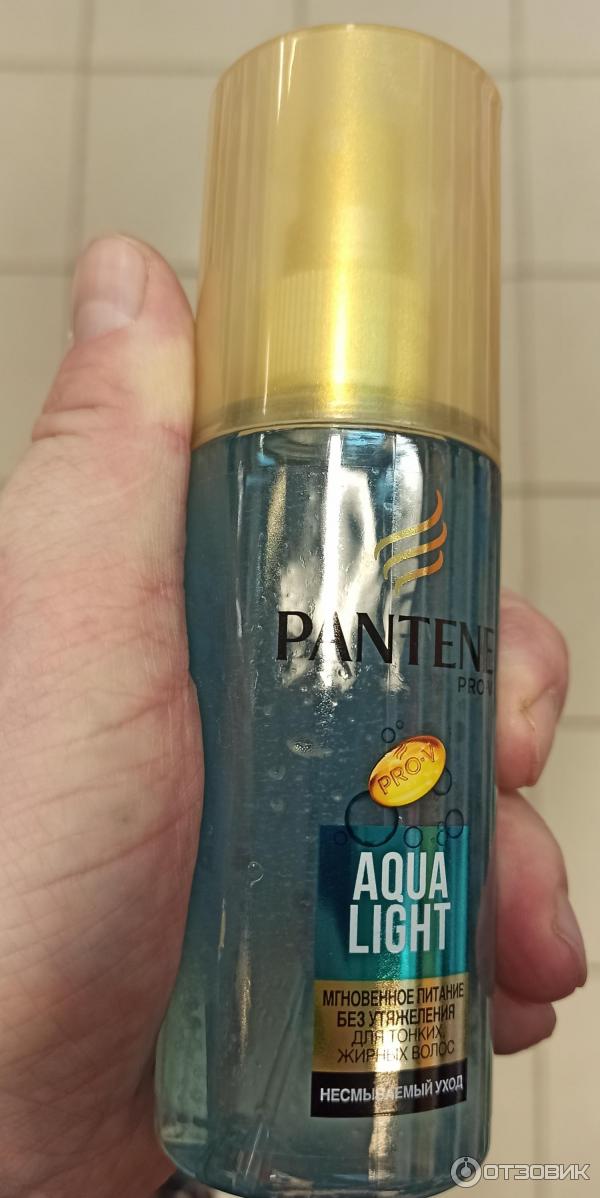 PANTENE
PRO-V
PRO-V
AQUA
LIGHT
МГНОВЕННОЕ ПИТАНИЕ
БЕЗ УТЯЖЕЛЕНИЯ
ДЛЯ ТОНКИХ,
ЖИРНЫХ ВОЛОС
НЕСМЫВАЕМЫЙ УХОД
ОТЗОВИК